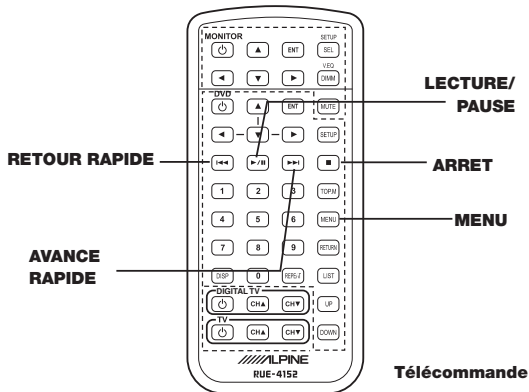 MONITOR
SETUP
ENT
SEL
V.EQ
DIMM
DVD
ENT
MUTE
LECTURE/
PAUSE
SETUP
RETOUR RAPIDE
ARRET
1 2 3 TOP.M
4 5 6 MENU
MENU
7 8 9 RETURN
AVANCE
RAPIDE
DISP 0 LIST
DIGITAL TV
CH▲ CH▼ UP
TV
CH▲ CH▼ DOWN
ALPINE
RUE-4152
Télécommande